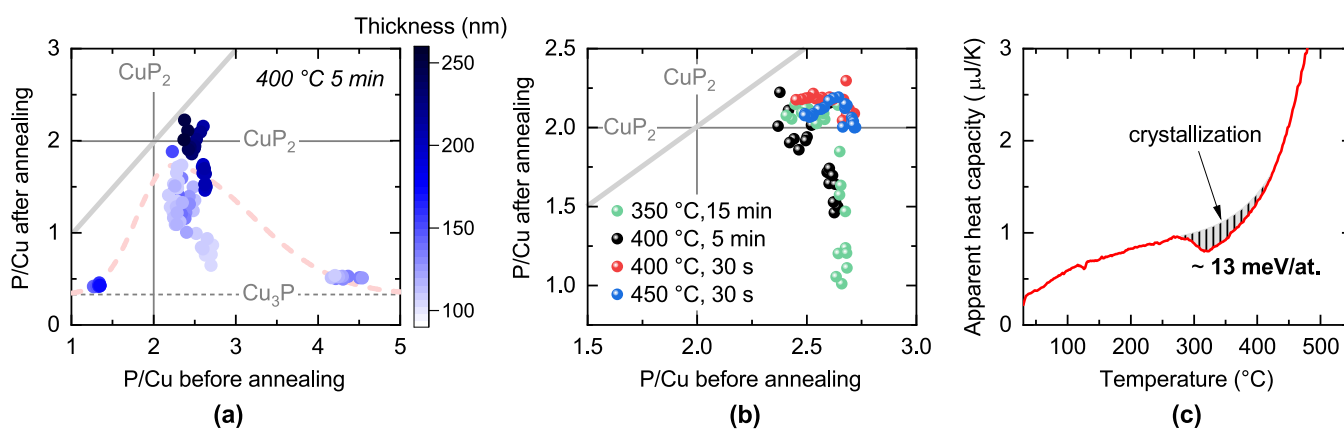 Thickness (nm)
3
2
1
0
1
2
3
4
5
P/Cu after annealing
P/Cu before annealing
CuP₂
400 °C 5 min
CuP₂
Cu₃P
250
200
150
100
(a)
2.5
2.0
1.5
1.0
1.5
2.0
2.5
3.0
P/Cu after annealing
P/Cu before annealing
CuP₂
CuP₂
350 °C,15 min
400 °C, 5 min
400 °C, 30 s
450 °C, 30 s
(b)
3
2
1
0
100
200
300
400
500
Apparent heat capacity ( μJ/K)
Temperature (°C)
crystallization
~ 13 meV/at.
(c)